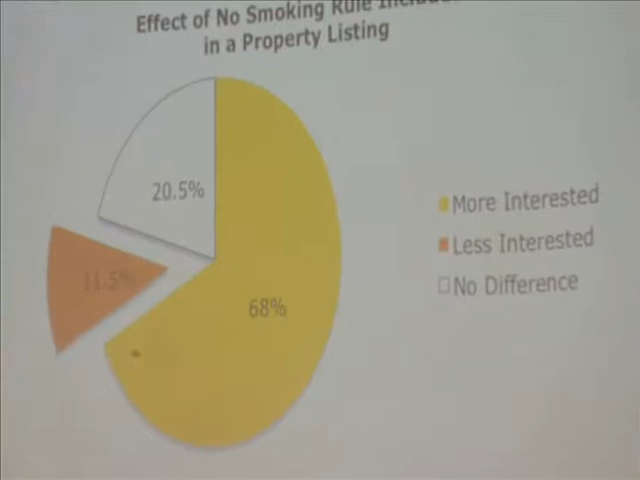 Effect of No Smoking Rule
in a Property Listing
20.5%
11.5%
68%
More Interested
Less Interested
No Difference